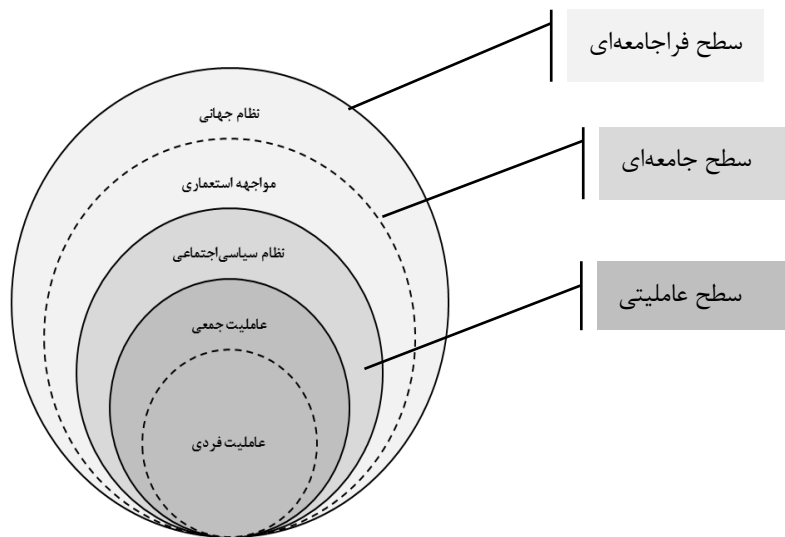 سطح فراجامعه‌ای
نظام جهانی
سطح جامعه‌ای
مواجهه استعماری
نظام سیاسی‌اجتماعی
سطح عاملیتی
عاملیت جمعی
عاملیت فردی